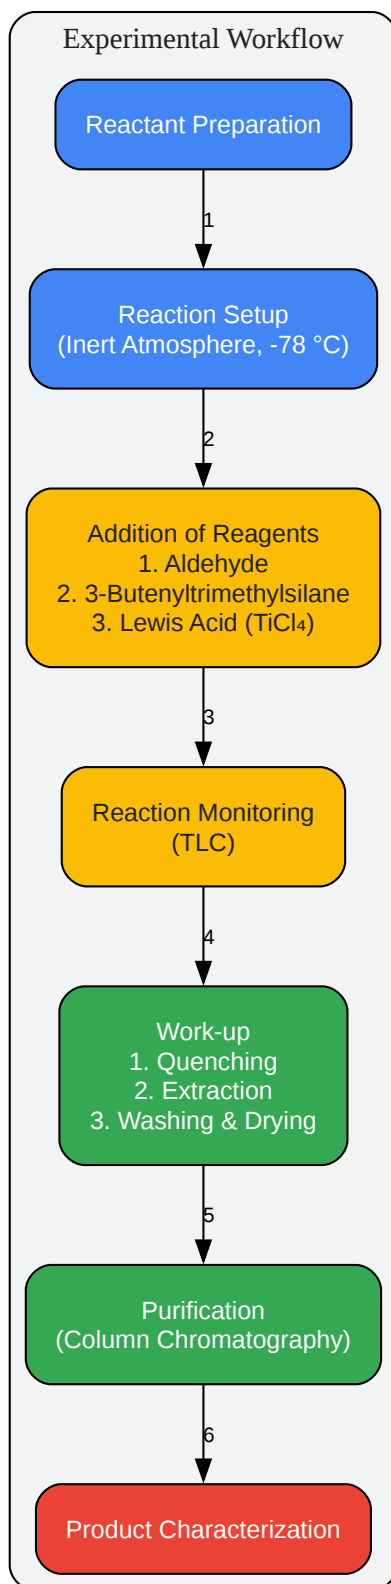 Experimental Workflow
Reactant Preparation
1
Reaction Setup
(Inert Atmosphere, -78 °C)
2
Addition of Reagents
1. Aldehyde
2. 3-Butenyltrimethylsilane
3. Lewis Acid (TiCl₄)
3
Reaction Monitoring
(TLC)
4
Work-up
1. Quenching
2. Extraction
3. Washing & Drying
5
Purification
(Column Chromatography)
6
Product Characterization